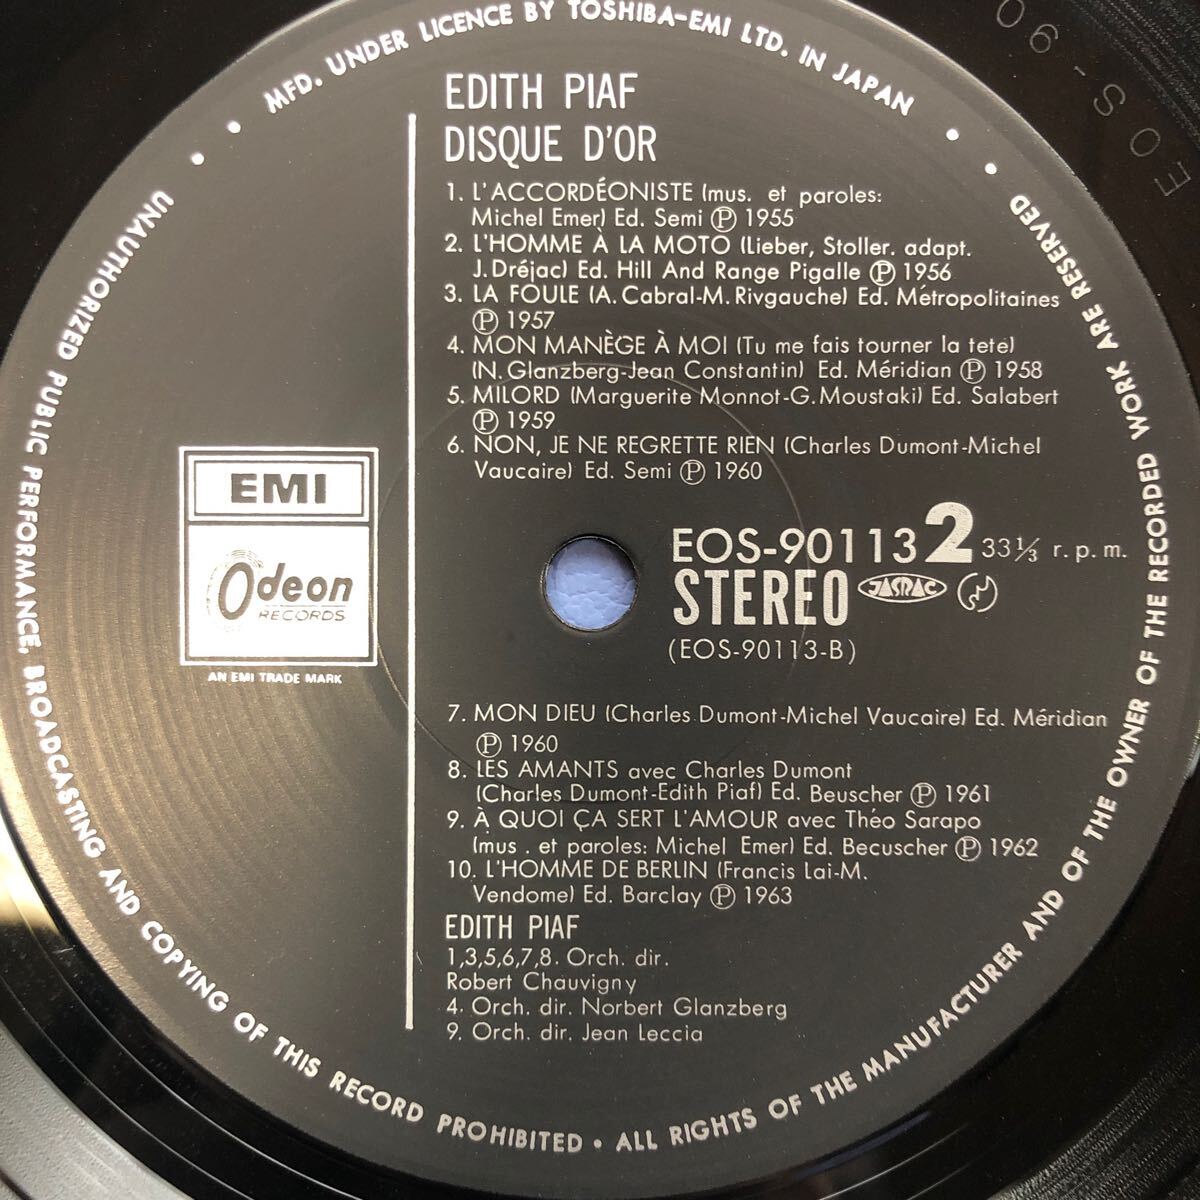 MFD. UNDER LICENCE BY TOSHIBA-EMI LTD. IN JAPAN
EDITH PIAF
DISQUE D'OR
1. L'ACCORDÉONISTE (mus. et paroles:
Michel Emer) Ed. Semi Ⓟ 1955
2. L'HOMME À LA MOTO (Lieber, Stoller. adapt.
J. Dréjac) Ed. Hill And Range Pigalle Ⓟ 1956
3. LA FOULE (A. Cabral-M. Rivgauche) Ed. Métropolitaines
Ⓟ 1957
4. MON MANÈGE À MOI (Tu me fais tourner la tete)
(N. Glanzberg-Jean Constantin) Ed. Méridian Ⓟ 1958
5. MILORD (Marguerite Monnot-G. Moustaki) Ed. Salabert
Ⓟ 1959
6. NON, JE NE REGRETTE RIEN (Charles Dumont-Michel
Vaucaire) Ed. Semi Ⓟ 1960
EMI
Odeon
RECORDS
AN EMI TRADE MARK
EOS-90113 2 33⅓ r.p.m.
STEREO JASRAC
(EOS-90113-B)
7. MON DIEU (Charles Dumont-Michel Vaucaire) Ed. Méridian
Ⓟ 1960
8. LES AMANTS avec Charles Dumont
(Charles Dumont-Edith Piaf) Ed. Beuscher Ⓟ 1961
9. À QUOI ÇA SERT L'AMOUR avec Théo Sarapo
(mus. et paroles: Michel Emer) Ed. Becuscher Ⓟ 1962
10. L'HOMME DE BERLIN (Francis Lai-M.
Vendome) Ed. Barclay Ⓟ 1963
EDITH PIAF
1,3,5,6,7,8. Orch. dir.
Robert Chauvigny
4. Orch. dir. Norbert Glanzberg
9. Orch. dir. Jean Leccia
UNAUTHORIZED PUBLIC PERFORMANCE, BROADCASTING AND COPYING OF THIS RECORD PROHIBITED • ALL RIGHTS OF THE MANUFACTURER AND OF THE OWNER OF THE RECORDED WORK ARE RESERVED
EOS-90